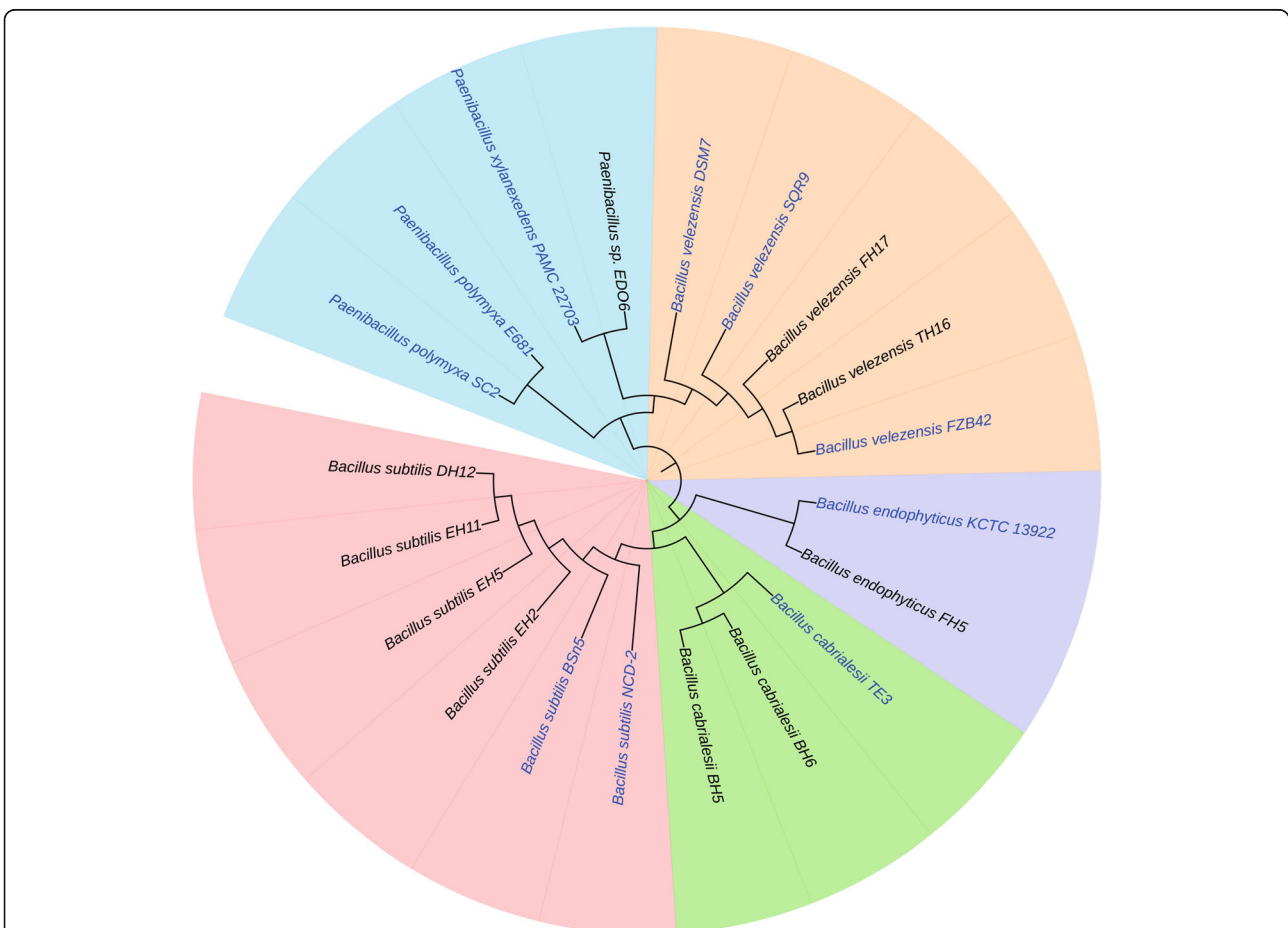 Paenibacillus polymyxa SC2
Paenibacillus polymyxa E681
Paenibacillus xylanexedens PAMC 22703
Paenibacillus sp. EDO6
Bacillus velezensis DSM7
Bacillus velezensis SQR9
Bacillus velezensis FH17
Bacillus velezensis TH16
Bacillus velezensis FZB42
Bacillus endophyticus KCTC 13922
Bacillus endophyticus FH5
Bacillus cabrialesii TE3
Bacillus cabrialesii BH6
Bacillus cabrialesii BH5
Bacillus subtilis NCD-2
Bacillus subtilis BSn5
Bacillus subtilis EH2
Bacillus subtilis EH5
Bacillus subtilis EH11
Bacillus subtilis DH12